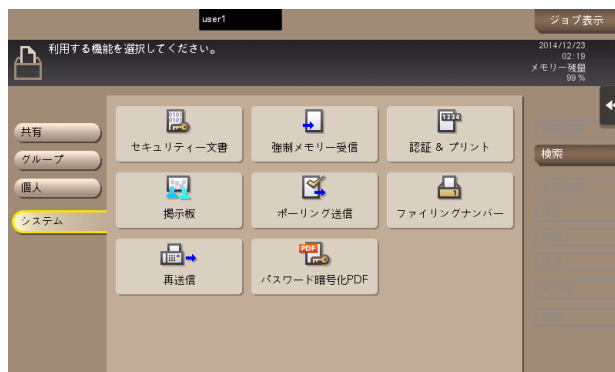 user1
ジョブ表示
利用する機能を選択してください。
2014/12/23
02:19
メモリー残量
99 %
共有
グループ
個人
システム
セキュリティー文書
強制メモリー受信
1234
認証 & プリント
掲示板
ポーリング送信
1
ファイリングナンバー
再送信
PDF
パスワード暗号化PDF
検索